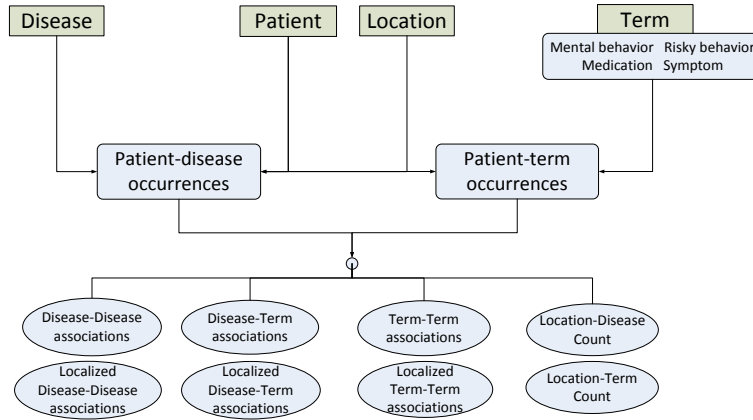 Disease
Patient
Location
Term
Mental behavior Risky behavior
Medication Symptom
Patient-disease
occurrences
Patient-term
occurrences
Disease-Disease
associations
Disease-Term
associations
Term-Term
associations
Location-Disease
Count
Localized
Disease-Disease
associations
Localized
Disease-Term
associations
Localized
Term-Term
associations
Location-Term
Count